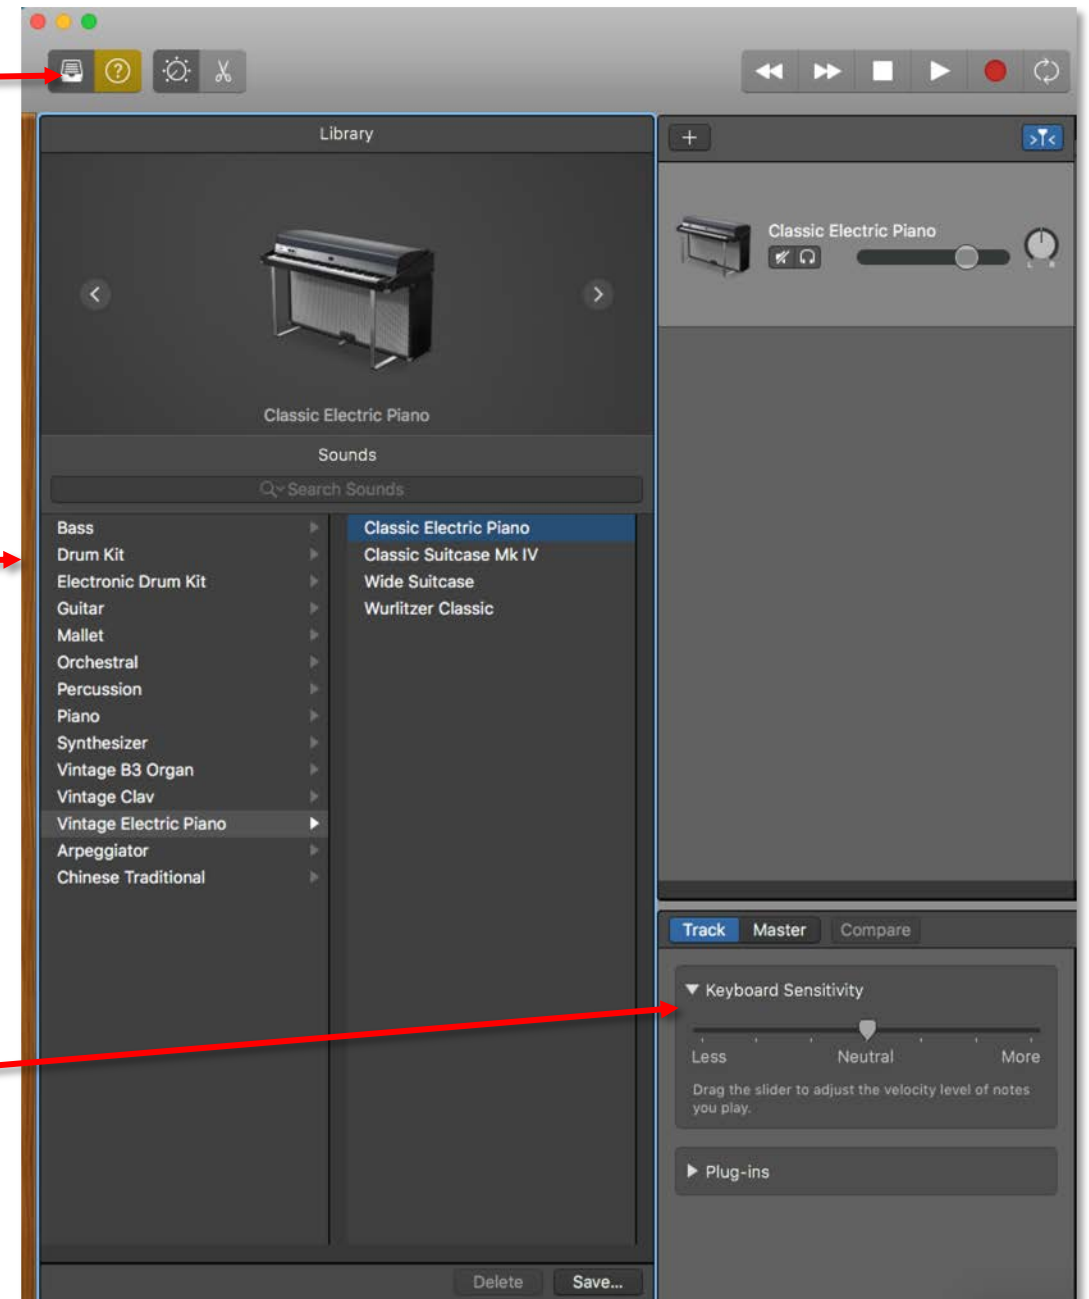 Library
Classic Electric Piano
Sounds
Search Sounds
Bass
Drum Kit
Electronic Drum Kit
Guitar
Mallet
Orchestral
Percussion
Piano
Synthesizer
Vintage B3 Organ
Vintage Clav
Vintage Electric Piano
Arpeggiator
Chinese Traditional
Classic Electric Piano
Classic Suitcase Mk IV
Wide Suitcase
Wurlitzer Classic
Delete Save...
Classic Electric Piano
L R
Track Master Compare
Keyboard Sensitivity
Less Neutral More
Drag the slider to adjust the velocity level of notes
you play.
Plug-ins